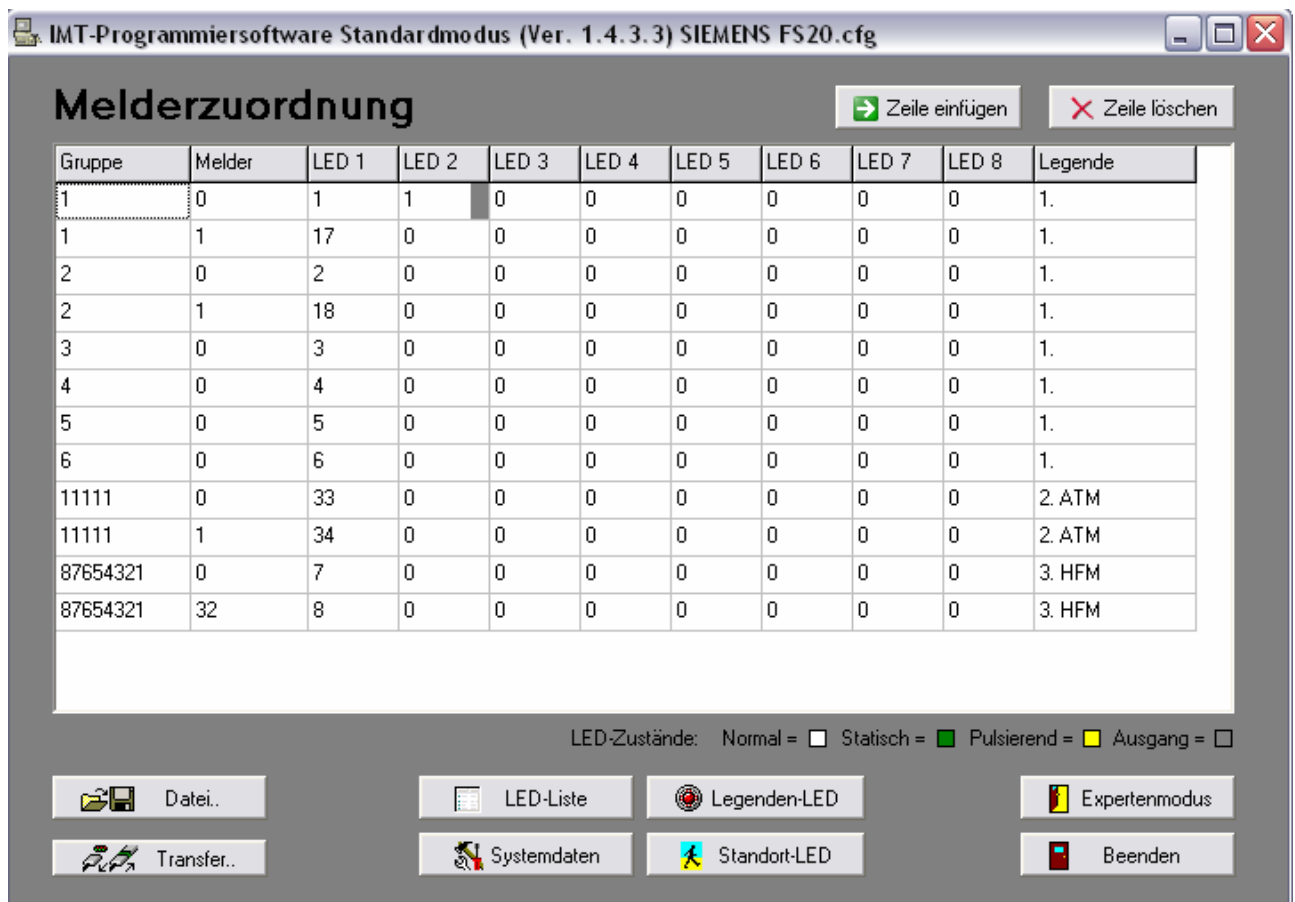 IMT-Programmiersoftware Standardmodus (Ver. 1.4.3.3) SIEMENS FS20.cfg
Melderzuordnung
Zeile einfügen Zeile löschen
Gruppe Melder LED 1 LED 2 LED 3 LED 4 LED 5 LED 6 LED 7 LED 8 Legende
1 0 1 1 0 0 0 0 0 0 1.
1 1 17 0 0 0 0 0 0 0 1.
2 0 2 0 0 0 0 0 0 0 1.
2 1 18 0 0 0 0 0 0 0 1.
3 0 3 0 0 0 0 0 0 0 1.
4 0 4 0 0 0 0 0 0 0 1.
5 0 5 0 0 0 0 0 0 0 1.
6 0 6 0 0 0 0 0 0 0 1.
11111 0 33 0 0 0 0 0 0 0 2. ATM
11111 1 34 0 0 0 0 0 0 0 2. ATM
87654321 0 7 0 0 0 0 0 0 0 3. HFM
87654321 32 8 0 0 0 0 0 0 0 3. HFM
LED-Zustände: Normal = Statisch = Pulsierend = Ausgang =
Datei.. LED-Liste Legenden-LED Expertenmodus
Transfer.. Systemdaten Standort-LED Beenden